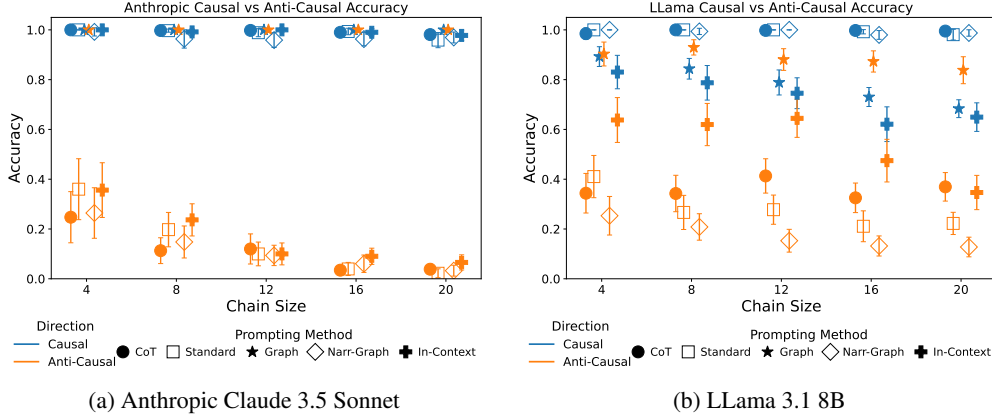 Anthropic Causal vs Anti-Causal Accuracy
1.0
0.8
0.6
0.4
0.2
0.0
Accuracy
4 8 12 16 20
Chain Size
Direction
Causal
Anti-Causal
Prompting Method
CoT Standard Graph Narr-Graph In-Context
(a) Anthropic Claude 3.5 Sonnet
LLama Causal vs Anti-Causal Accuracy
1.0
0.8
0.6
0.4
0.2
0.0
Accuracy
4 8 12 16 20
Chain Size
Direction
Causal
Anti-Causal
Prompting Method
CoT Standard Graph Narr-Graph In-Context
(b) LLama 3.1 8B